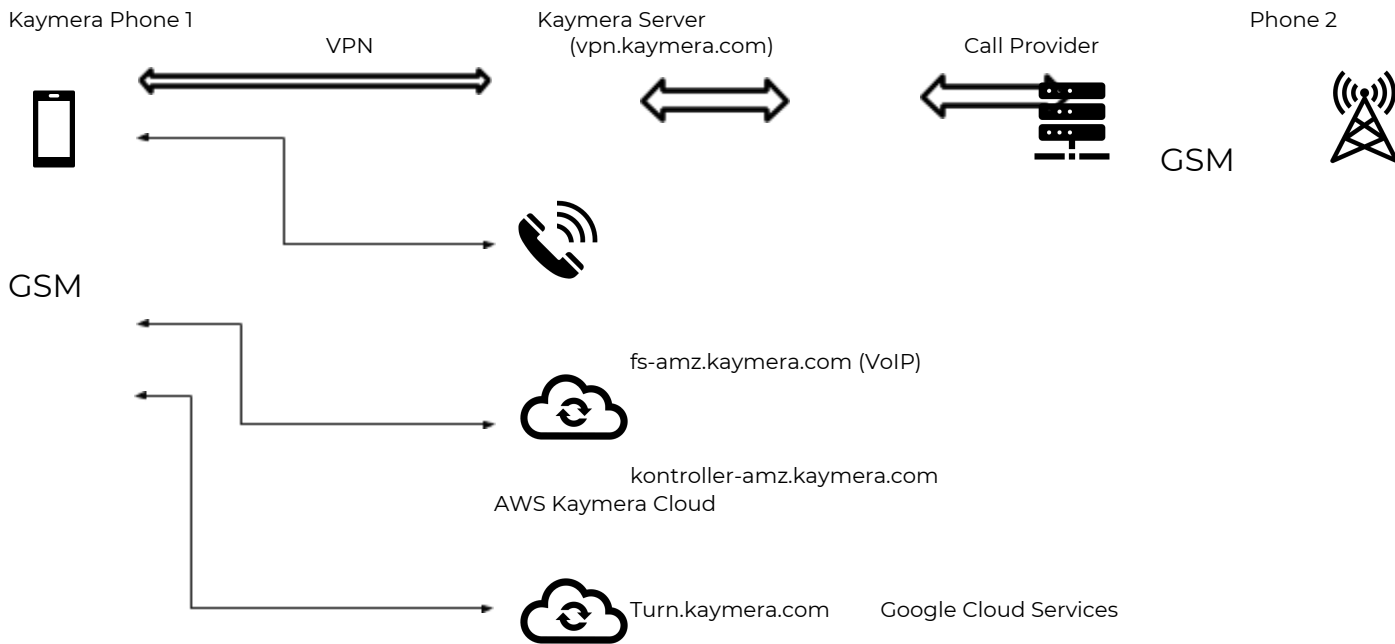 Kaymera Phone 1
Kaymera Server
Phone 2
VPN
(vpn.kaymera.com)
Call Provider
GSM
GSM
fs-amz.kaymera.com (VoIP)
kontroller-amz.kaymera.com
AWS Kaymera Cloud
Turn.kaymera.com
Google Cloud Services